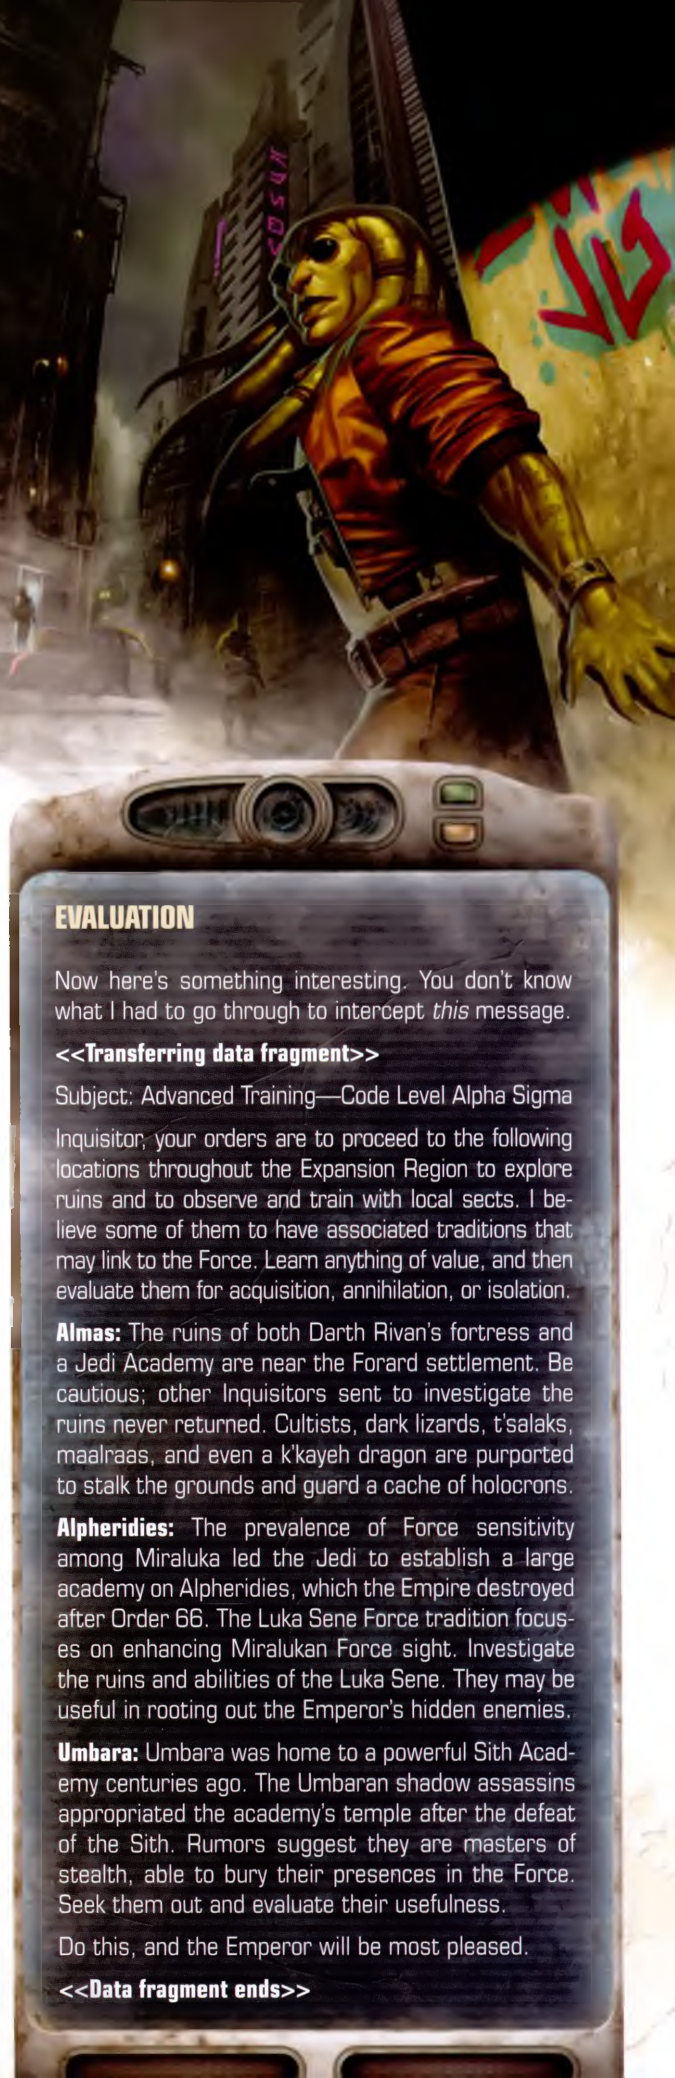 EVALUATION
Now here's something interesting. You don't know
what I had to go through to intercept this message.
<<Transferring data fragment>>
Subject: Advanced Training—Code Level Alpha Sigma
Inquisitor, your orders are to proceed to the following
locations throughout the Expansion Region to explore
ruins and to observe and train with local sects. I be-
lieve some of them to have associated traditions that
may link to the Force. Learn anything of value, and then
evaluate them for acquisition, annihilation, or isolation.
Almas: The ruins of both Darth Rivan's fortress and
a Jedi Academy are near the Forard settlement. Be
cautious; other Inquisitors sent to investigate the
ruins never returned. Cultists, dark lizards, t'salaks,
maalraas, and even a k'kayeh dragon are purported
to stalk the grounds and guard a cache of holocrons.
Alpheridies: The prevalence of Force sensitivity
among Miraluka led the Jedi to establish a large
academy on Alpheridies, which the Empire destroyed
after Order 66. The Luka Sene Force tradition focus-
es on enhancing Miralukan Force sight. Investigate
the ruins and abilities of the Luka Sene. They may be
useful in rooting out the Emperor's hidden enemies.
Umbara: Umbara was home to a powerful Sith Acad-
emy centuries ago. The Umbaran shadow assassins
appropriated the academy's temple after the defeat
of the Sith. Rumors suggest they are masters of
stealth, able to bury their presences in the Force.
Seek them out and evaluate their usefulness.
Do this, and the Emperor will be most pleased.
<<Data fragment ends>>